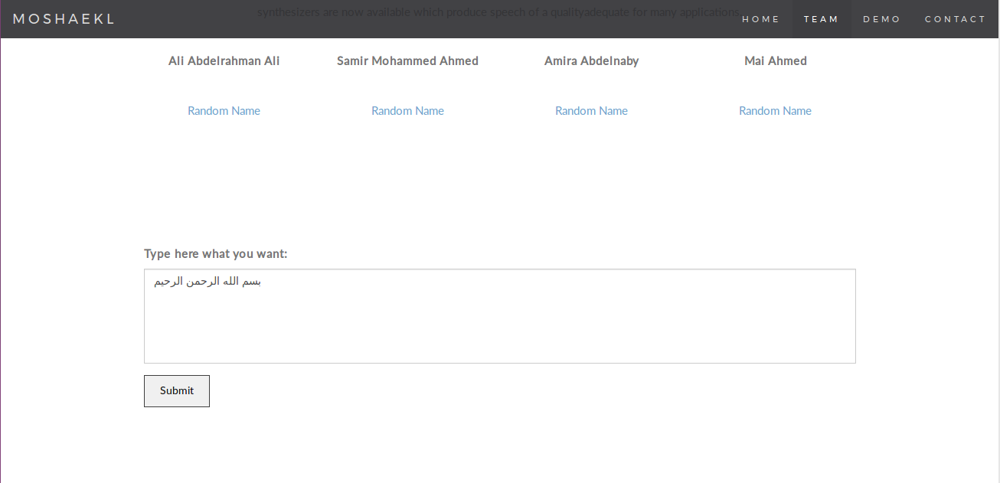 MOSHAEKL
synthesizers are now available which produce speech of a qualityadequate for many applications
HOME TEAM DEMO CONTACT
Ali Abdelrahman Ali Samir Mohammed Ahmed Amira Abdelnaby Mai Ahmed
Random Name Random Name Random Name Random Name
Type here what you want:
بسم الله الرحمن الرحيم
Submit